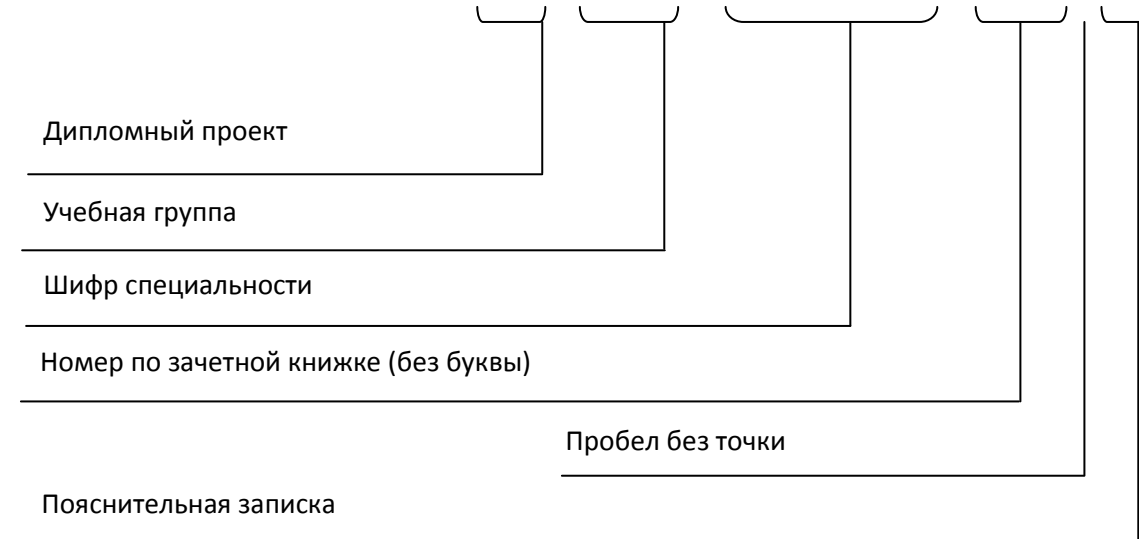 Дипломный проект
Учебная группа
Шифр специальности
Номер по зачетной книжке (без буквы)
Пробел без точки
Пояснительная записка